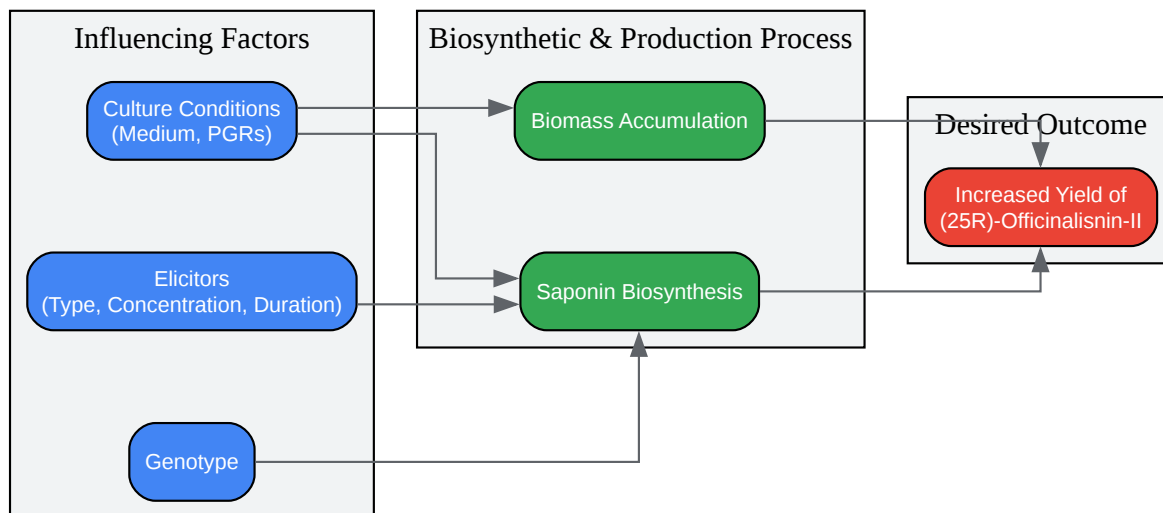 Influencing Factors
Culture Conditions
(Medium, PGRs)
Elicitors
(Type, Concentration, Duration)
Genotype
Biosynthetic & Production Process
Biomass Accumulation
Saponin Biosynthesis
Desired Outcome
Increased Yield of
(25R)-Officinalisnin-II